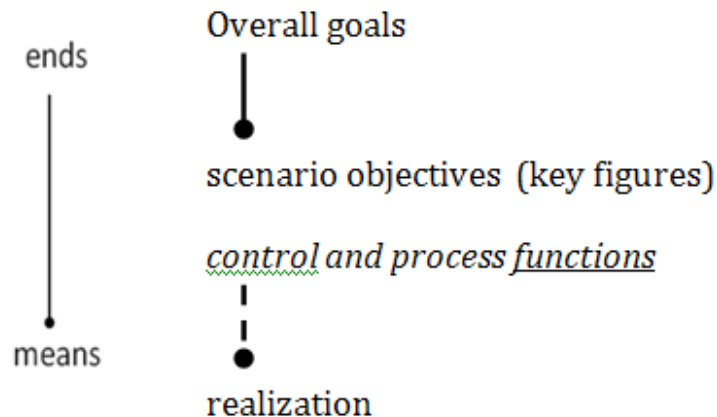 Overall goals
ends
scenario objectives (key figures)
control and process functions
means
realization